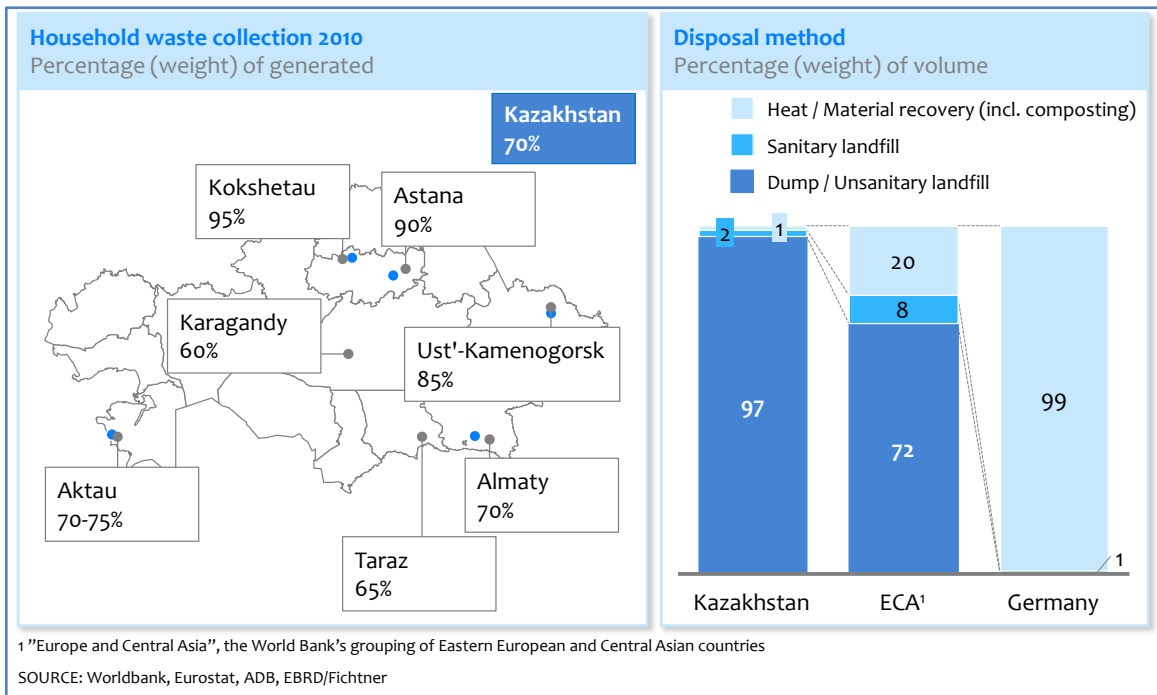 Household waste collection 2010
Percentage (weight) of generated
Kazakhstan
70%
Kokshetau
95%
Astana
90%
Karagandy
60%
Ust'-Kamenogorsk
85%
Aktau
70-75%
Almaty
70%
Taraz
65%
Disposal method
Percentage (weight) of volume
Heat / Material recovery (incl. composting)
Sanitary landfill
Dump / Unsanitary landfill
2
1
97
20
8
72
99
1
Kazakhstan
ECA¹
Germany
1 ”Europe and Central Asia”, the World Bank’s grouping of Eastern European and Central Asian countries
SOURCE: Worldbank, Eurostat, ADB, EBRD/Fichtner